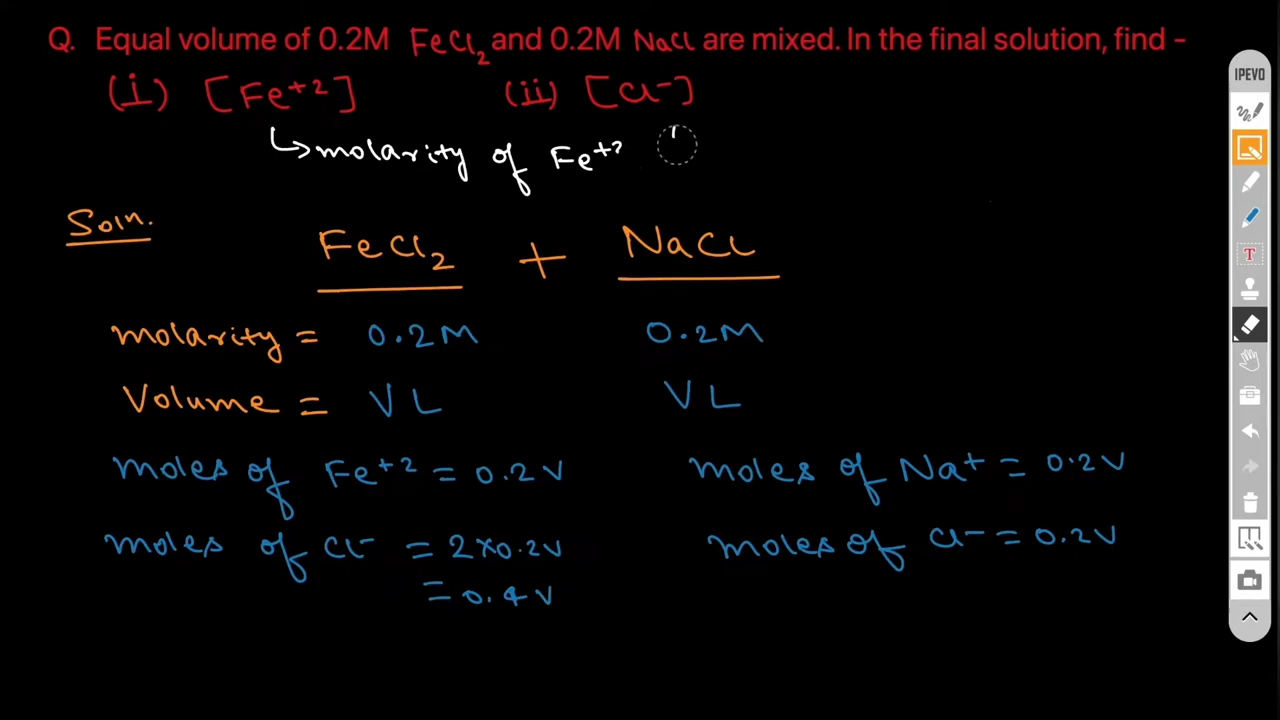 Q. Equal volume of 0.2M FeCl2 and 0.2M NaCl are mixed. In the final solution, find -
(i) [Fe+2] (ii) [Cl-]
↳molarity of Fe+2
Soln.
FeCl2 + NaCl
molarity = 0.2M 0.2M
Volume = V L V L
moles of Fe+2 = 0.2V moles of Na+ = 0.2V
moles of Cl- = 2×0.2V moles of Cl- = 0.2V
= 0.4V
IPEVO
T